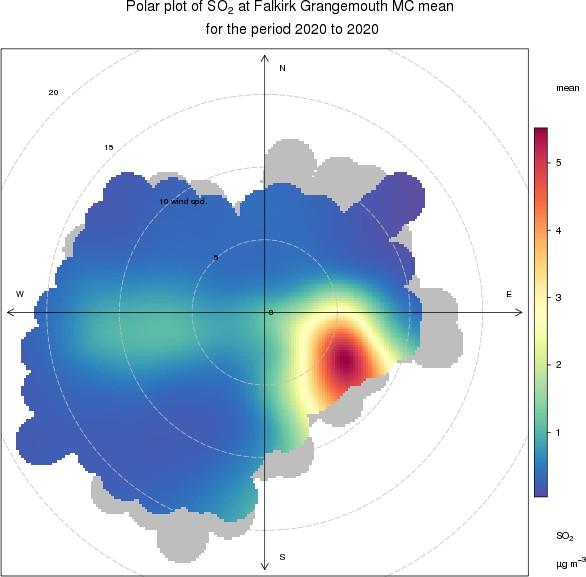 Polar plot of SO2 at Falkirk Grangemouth MC mean
for the period 2020 to 2020
N
mean
20
15
5
10 wind spd.
4
5
3
W
0
E
2
1
SO2
S
µg m−3